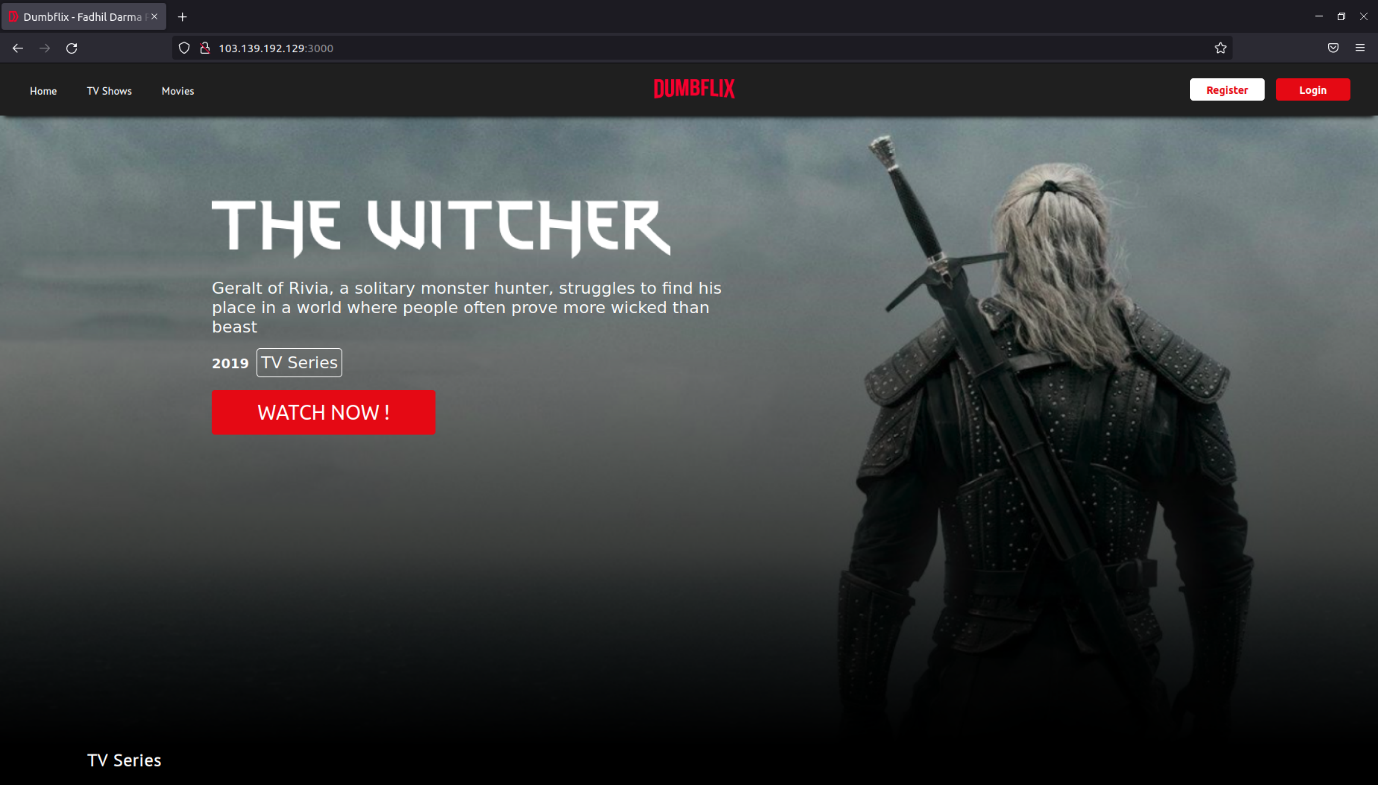 Dumbflix - Fadhil Darma
103.139.192.129:3000
Home TV Shows Movies DUMBFLIX Register Login
THE WITCHER
Geralt of Rivia, a solitary monster hunter, struggles to find his
place in a world where people often prove more wicked than
beast
2019 TV Series
WATCH NOW !
TV Series